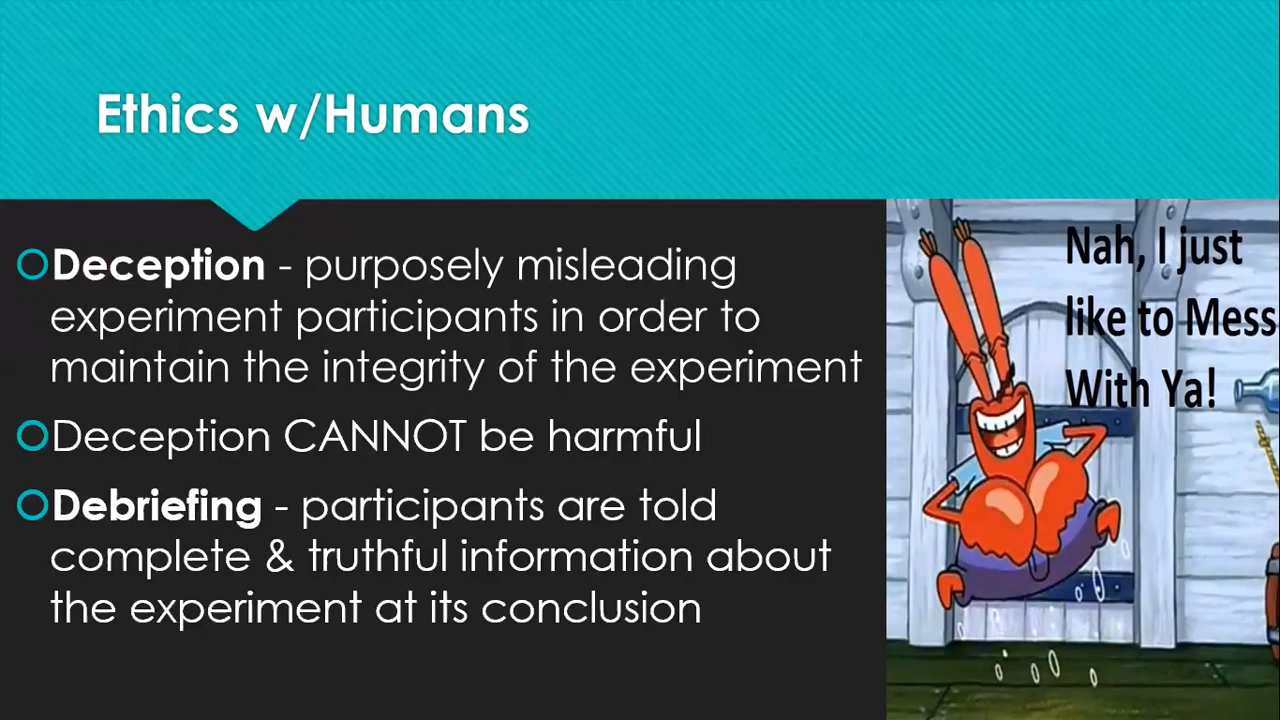 Ethics w/Humans
Deception - purposely misleading
experiment participants in order to
maintain the integrity of the experiment
Deception CANNOT be harmful
Debriefing - participants are told
complete & truthful information about
the experiment at its conclusion
Nah, I just
like to Mess
With Ya!